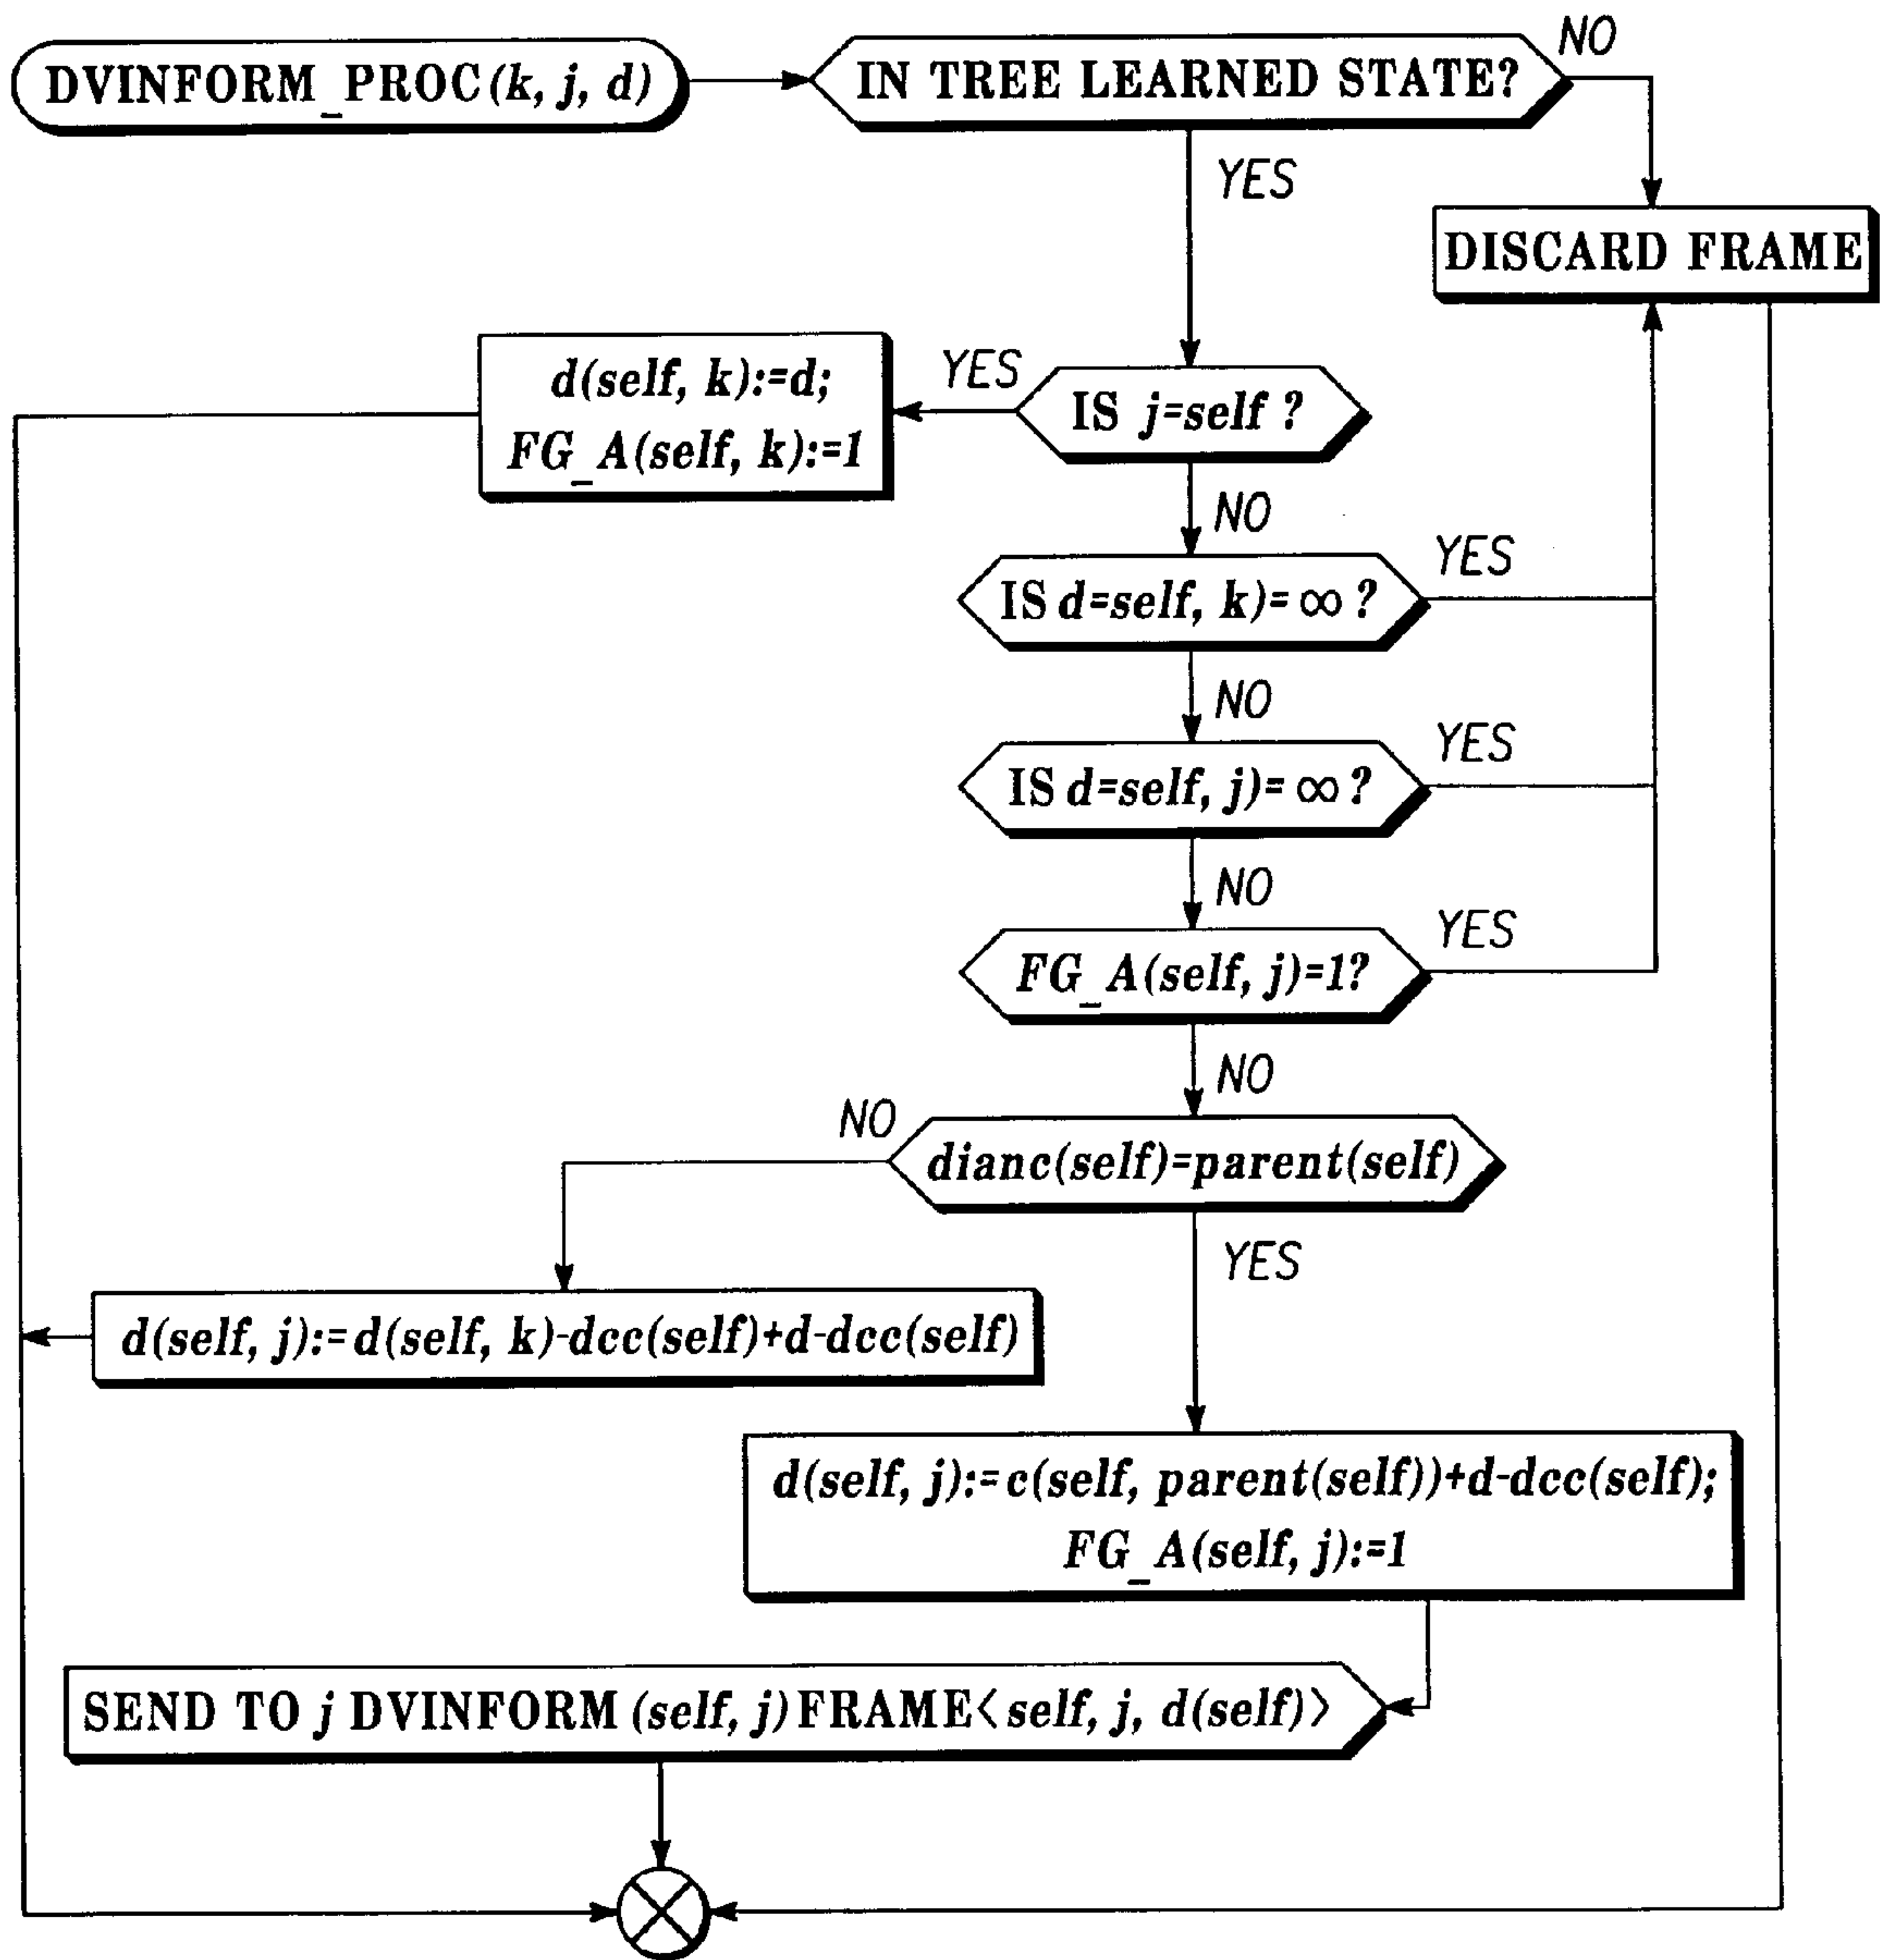 DVINFORM_PROC(k, j, d)
IN TREE LEARNED STATE?
NO
YES
DISCARD FRAME
d(self, k):=d;
FG_A(self, k):=1
YES
IS j=self ?
NO
IS d=self, k)=∞ ?
YES
NO
IS d=self, j)=∞ ?
YES
NO
FG_A(self, j)=1?
YES
NO
NO
dianc(self)=parent(self)
YES
d(self, j):=d(self, k)-dcc(self)+d-dcc(self)
d(self, j):=c(self, parent(self))+d-dcc(self);
FG_A(self, j):=1
SEND TO j DVINFORM (self, j) FRAME< self, j, d(self) >